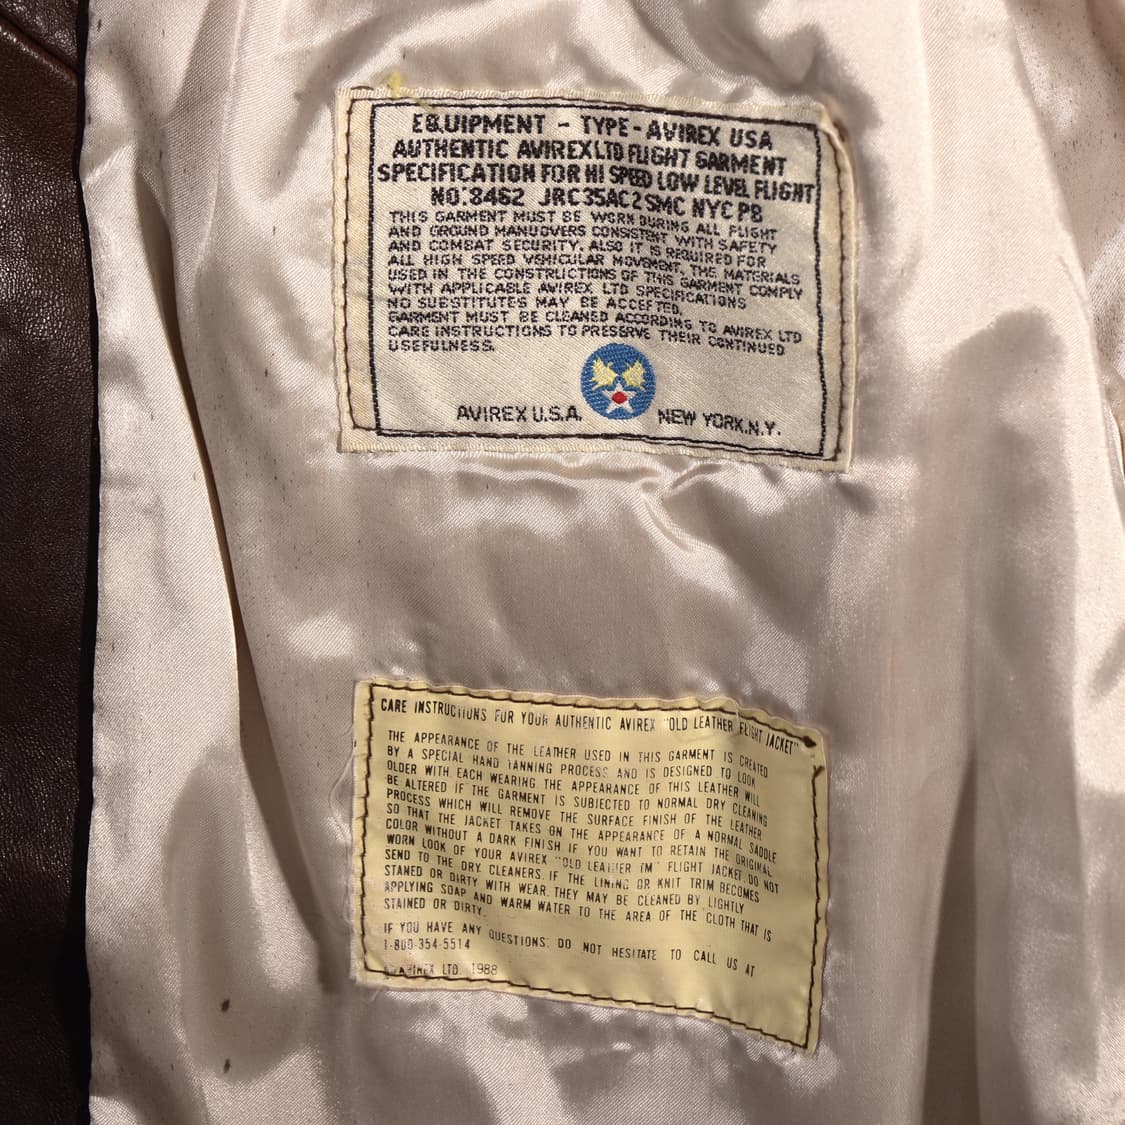 EQUIPMENT - TYPE - AVIREX USA
AUTHENTIC AVIREX LTD FLIGHT GARMENT
SPECIFICATION FOR HI SPEED LOW LEVEL FLIGHT
NO. 8462 JRC35AC2SMC NYC PB
THIS GARMENT MUST BE WORN DURING ALL FLIGHT
AND GROUND MANUOVERS CONSISTENT WITH SAFETY
AND COMBAT SECURITY. ALSO IT IS REQUIRED FOR
ALL HIGH SPEED VEHICULAR MOVEMENT, THE MATERIALS
USED IN THE CONSTRUCTIONS OF THIS GARMENT COMPLY
WITH APPLICABLE AVIREX LTD SPECIFICATIONS
NO SUBSTITUTES MAY BE ACCEPTED.
GARMENT MUST BE CLEANED ACCORDING TO AVIREX LTD
CARE INSTRUCTIONS TO PRESERVE THEIR CONTINUED
USEFULNESS.
AVIREX U.S.A. NEW YORK.N.Y.
CARE INSTRUCTIONS FOR YOUR AUTHENTIC AVIREX "OLD LEATHER FLIGHT JACKET"
THE APPEARANCE OF THE LEATHER USED IN THIS GARMENT IS CREATED
BY A SPECIAL HAND TANNING PROCESS AND IS DESIGNED TO LOOK
OLDER WITH EACH WEARING THE APPEARANCE OF THIS LEATHER WILL
BE ALTERED IF THE GARMENT IS SUBJECTED TO NORMAL DRY CLEANING
PROCESS WHICH WILL REMOVE THE SURFACE FINISH OF THE LEATHER
SO THAT THE JACKET TAKES ON THE APPEARANCE OF A NORMAL SADDLE
COLOR WITHOUT A DARK FINISH IF YOU WANT TO RETAIN THE ORIGINAL
WORN LOOK OF YOUR AVIREX "OLD LEATHER TM" FLIGHT JACKET. DO NOT
SEND TO THE DRY CLEANERS. IF THE LINING OR KNIT TRIM BECOMES
STANED OR DIRTY WITH WEAR. THEY MAY BE CLEANED BY LIGHTLY
APPLYING SOAP AND WARM WATER TO THE AREA OF THE CLOTH THAT IS
STAINED OR DIRTY.
IF YOU HAVE ANY QUESTIONS. DO NOT HESITATE TO CALL US AT
1-800-354-5514
AVIREX LTD. 1988